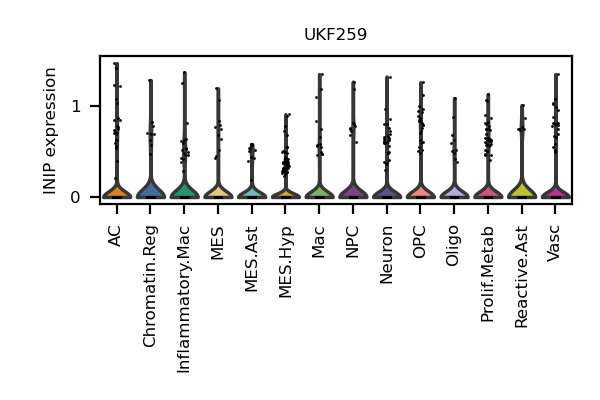 UKF259
INIP expression
1
0
AC
Chromatin.Reg
Inflammatory.Mac
MES
MES.Ast
MES.Hyp
Mac
NPC
Neuron
OPC
Oligo
Prolif.Metab
Reactive.Ast
Vasc